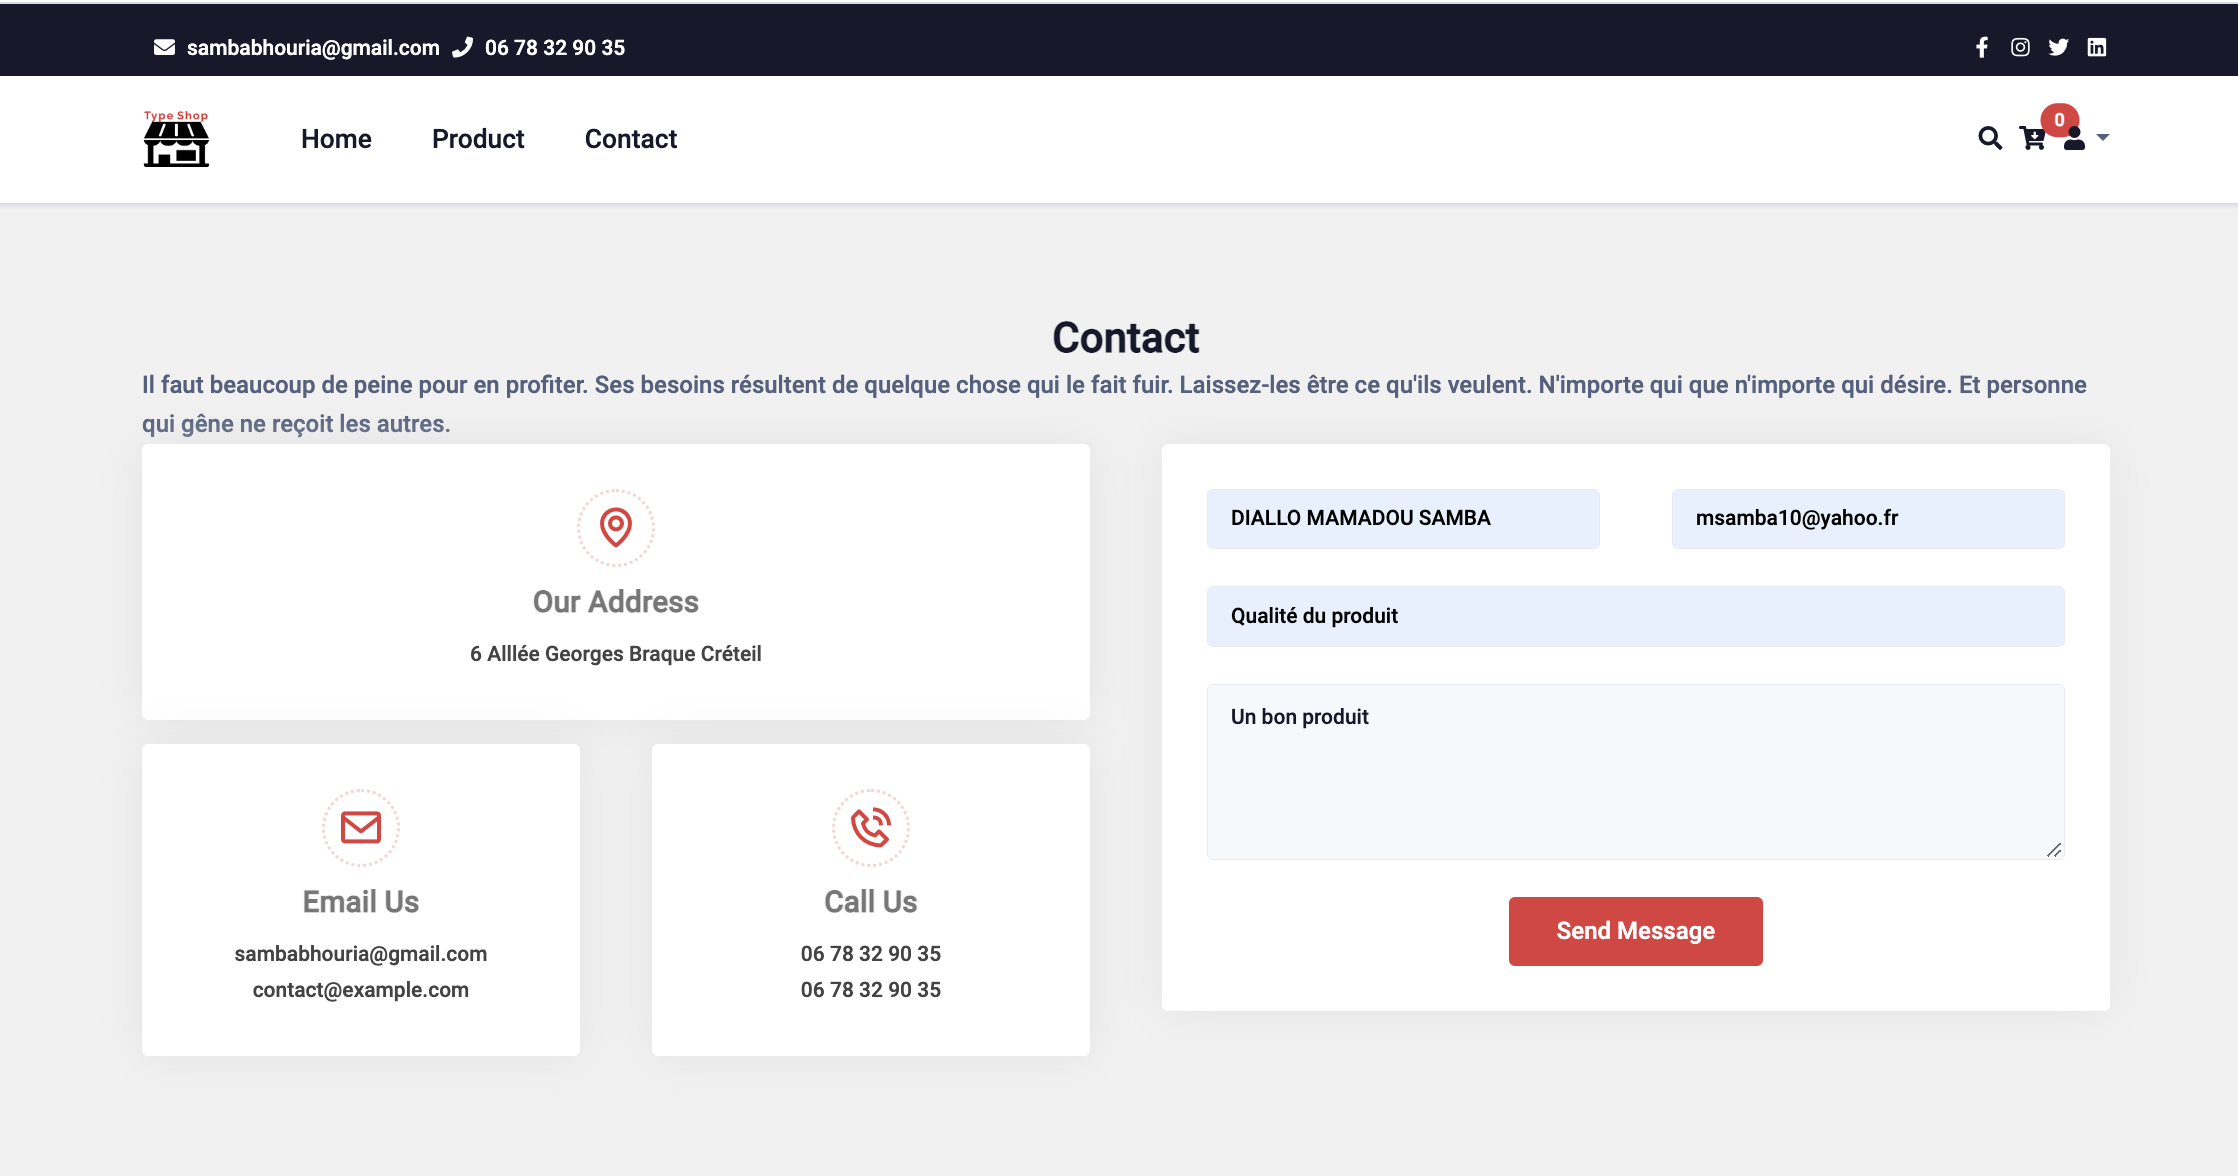 sambabhouria@gmail.com 06 78 32 90 35
Type Shop
Home Product Contact
0
Contact
Il faut beaucoup de peine pour en profiter. Ses besoins résultent de quelque chose qui le fait fuir. Laissez-les être ce qu'ils veulent. N'importe qui que n'importe qui désire. Et personne
qui gêne ne reçoit les autres.
Our Address
6 Alllée Georges Braque Créteil
Email Us
sambabhouria@gmail.com
contact@example.com
Call Us
06 78 32 90 35
06 78 32 90 35
DIALLO MAMADOU SAMBA
msamba10@yahoo.fr
Qualité du produit
Un bon produit
Send Message